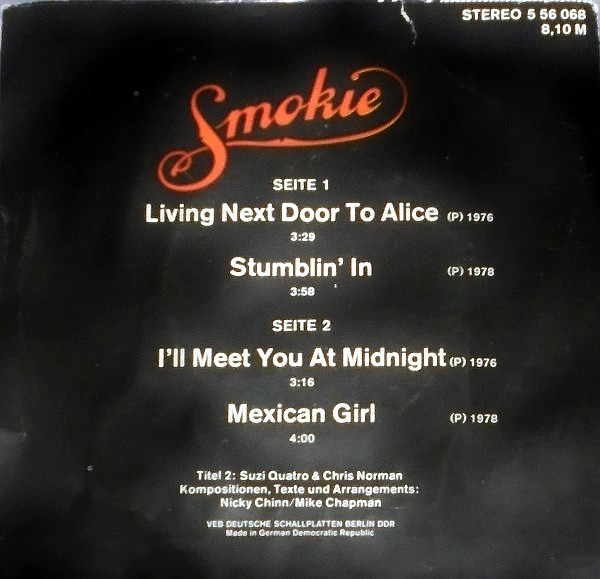 STEREO 5 56 068
8,10 M
Smokie
SEITE 1
Living Next Door To Alice (P) 1976
3:29
Stumblin' In (P) 1978
3:58
SEITE 2
I'll Meet You At Midnight (P) 1976
3:16
Mexican Girl (P) 1978
4:00
Titel 2: Suzi Quatro & Chris Norman
Kompositionen, Texte und Arrangements:
Nicky Chinn/Mike Chapman
VEB DEUTSCHE SCHALLPLATTEN BERLIN DDR
Made in German Democratic Republic